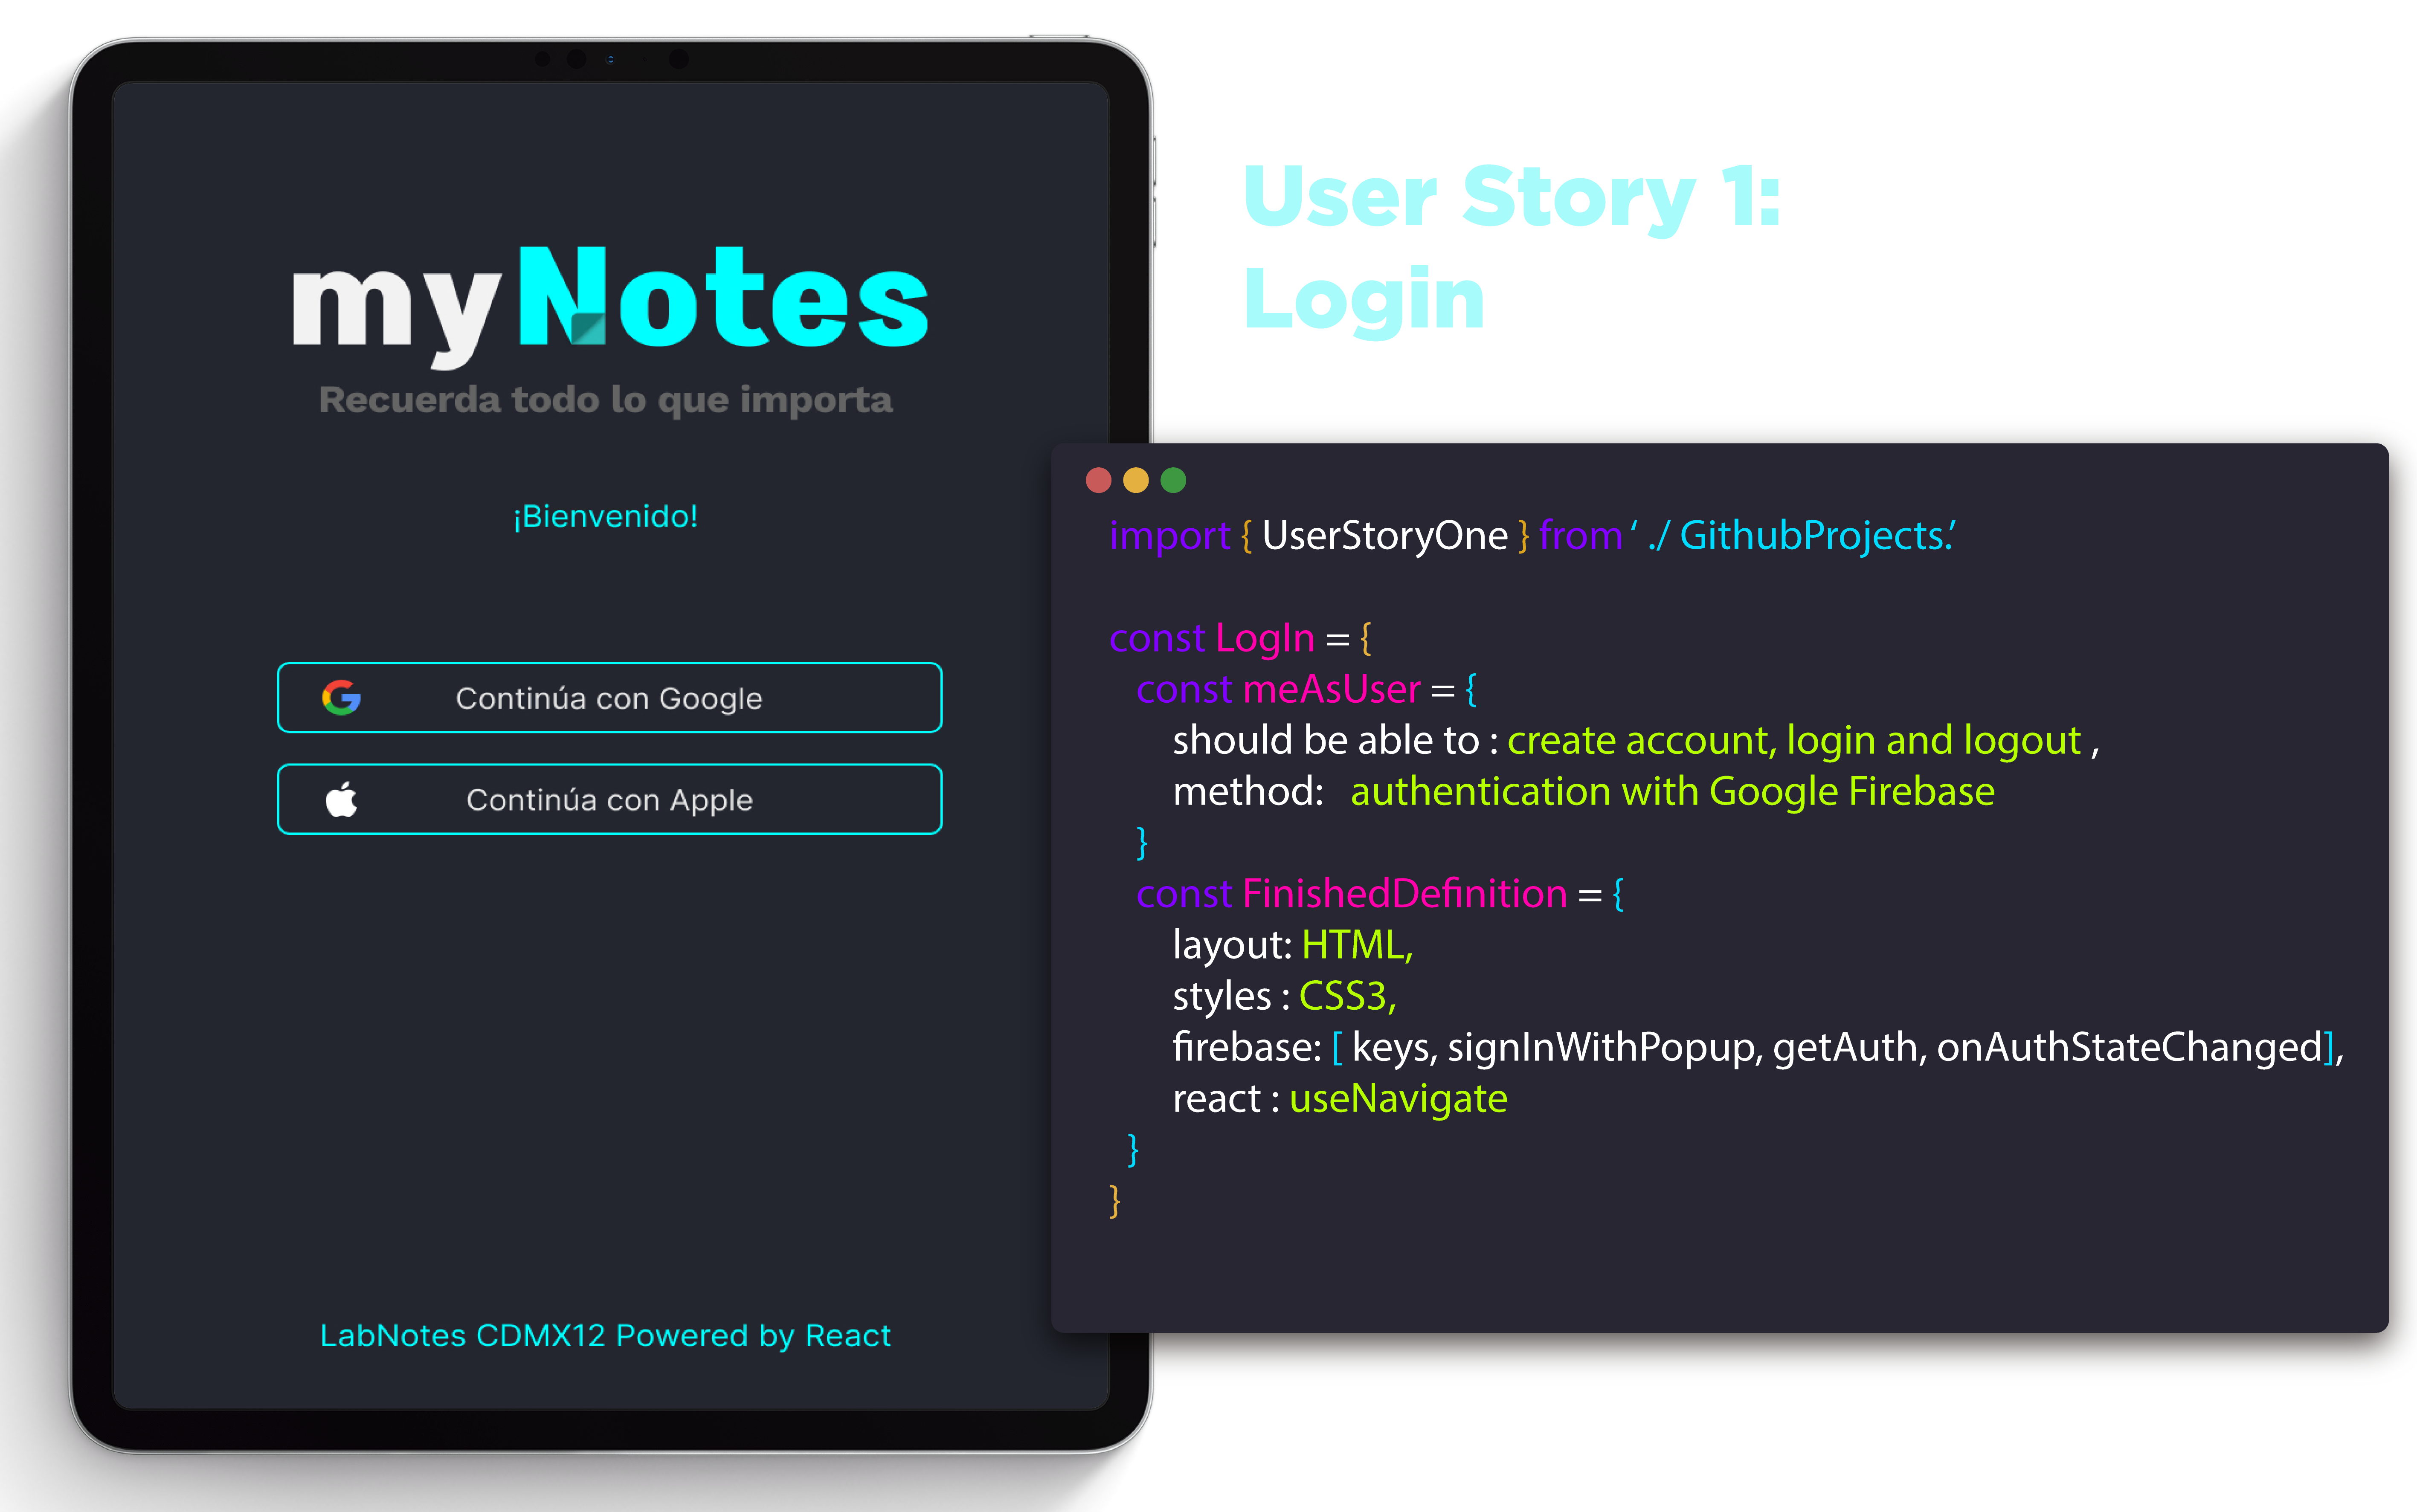 myNotes
Recuerda todo lo que importa
¡Bienvenido!
Continúa con Google
Continúa con Apple
LabNotes CDMX12 Powered by React
User Story 1:
Login
import { UserStoryOne } from ‘ ./ GithubProjects.’
const LogIn = {
const meAsUser = {
should be able to : create account, login and logout ,
method: authentication with Google Firebase
}
const FinishedDefinition = {
layout: HTML,
styles : CSS3,
firebase: [ keys, signInWithPopup, getAuth, onAuthStateChanged],
react : useNavigate
}
}